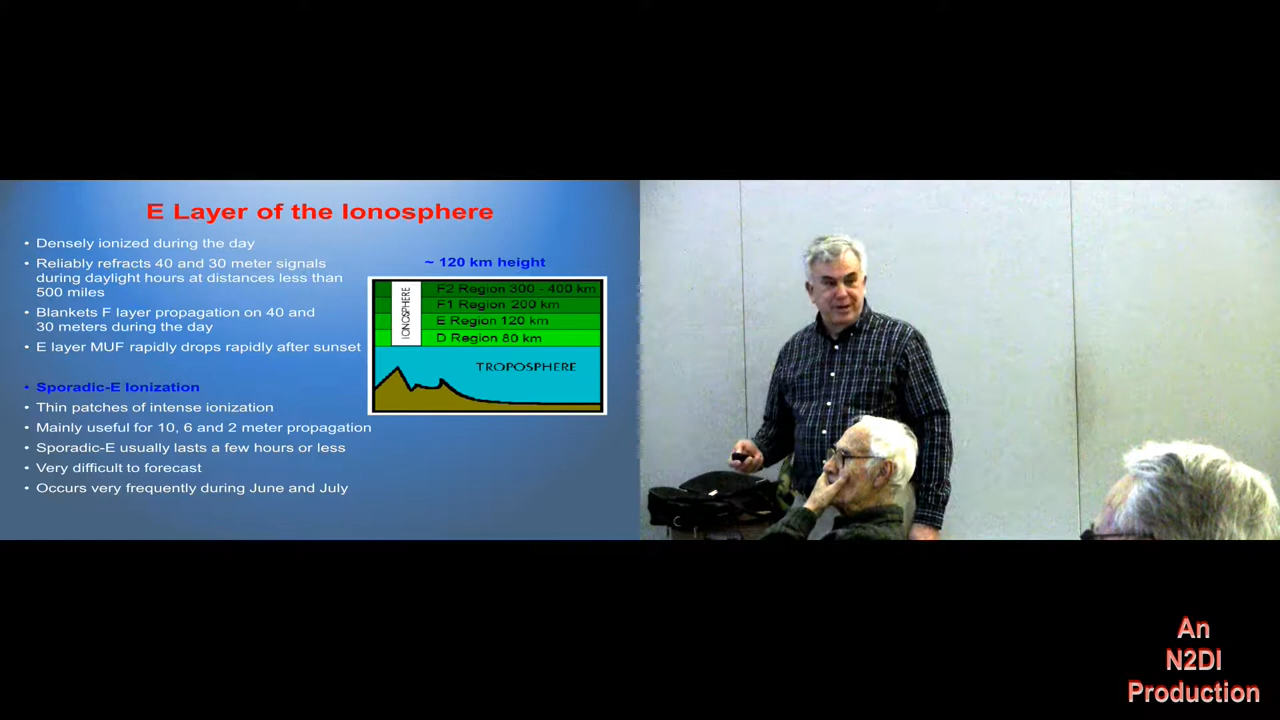 E Layer of the Ionosphere
• Densely ionized during the day
• Reliably refracts 40 and 30 meter signals
during daylight hours at distances less than
500 miles
• Blankets F layer propagation on 40 and
30 meters during the day
• E layer MUF rapidly drops rapidly after sunset
• Sporadic-E Ionization
• Thin patches of intense ionization
• Mainly useful for 10, 6 and 2 meter propagation
• Sporadic-E usually lasts a few hours or less
• Very difficult to forecast
• Occurs very frequently during June and July
~ 120 km height
IONOSPHERE
F2 Region 300 - 400 km
F1 Region 200 km
E Region 120 km
D Region 80 km
TROPOSPHERE
An
N2DI
Production